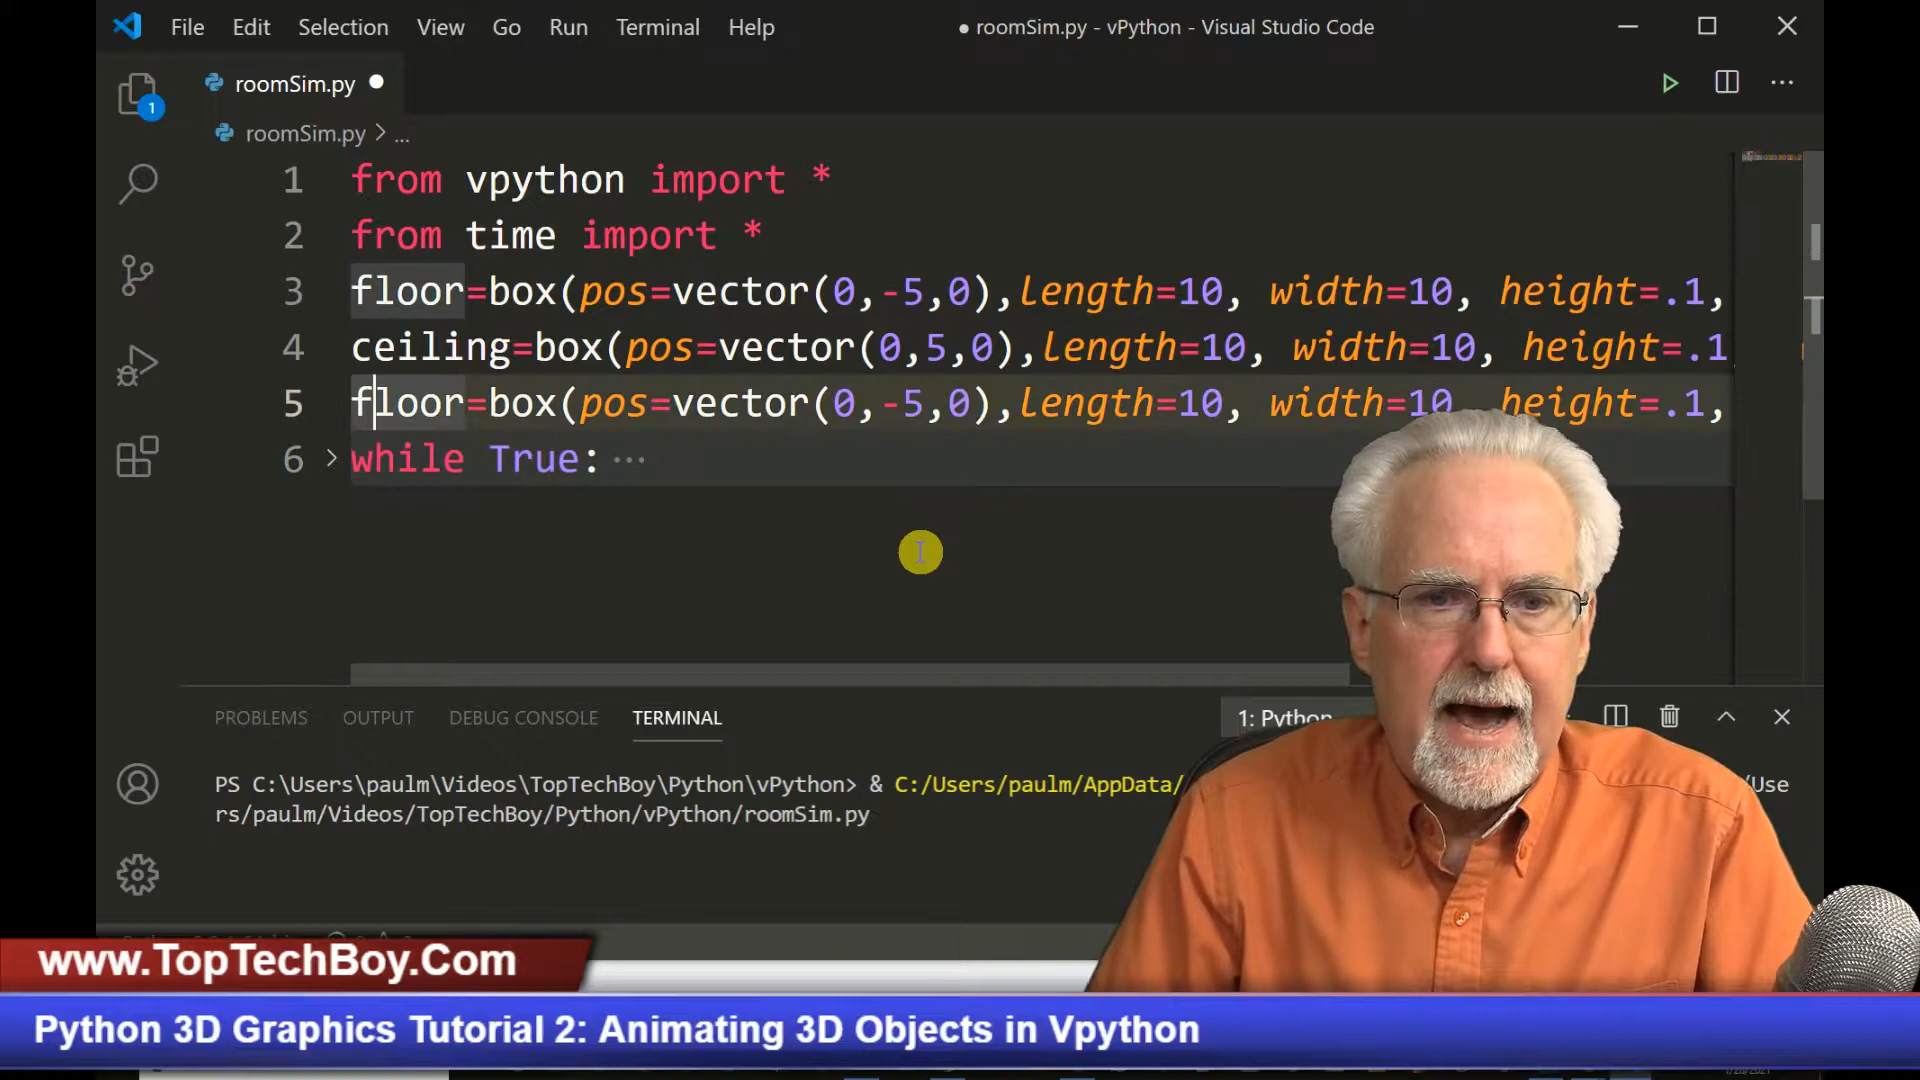 File Edit Selection View Go Run Terminal Help
● roomSim.py - vPython - Visual Studio Code
roomSim.py ●
1
roomSim.py > ...
1 from vpython import *
2 from time import *
3 floor=box(pos=vector(0,-5,0),length=10, width=10, height=.1,
4 ceiling=box(pos=vector(0,5,0),length=10, width=10, height=.1
5 floor=box(pos=vector(0,-5,0),length=10, width=10, height=.1,
6 > while True: ...
PROBLEMS OUTPUT DEBUG CONSOLE TERMINAL
1: Python
PS C:\Users\paulm\Videos\TopTechBoy\Python\vPython> & C:/Users/paulm/AppData/ /Use
rs/paulm/Videos/TopTechBoy/Python/vPython/roomSim.py
www.TopTechBoy.Com
Python 3D Graphics Tutorial 2: Animating 3D Objects in Vpython